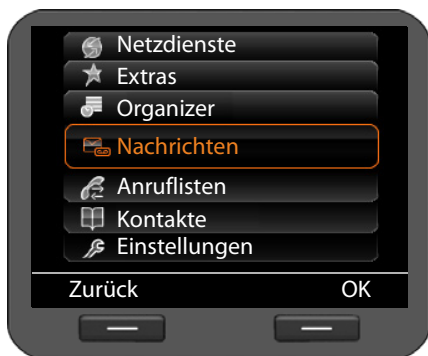 Netzdienste
Extras
Organizer
Nachrichten
Anruflisten
Kontakte
Einstellungen
Zurück OK